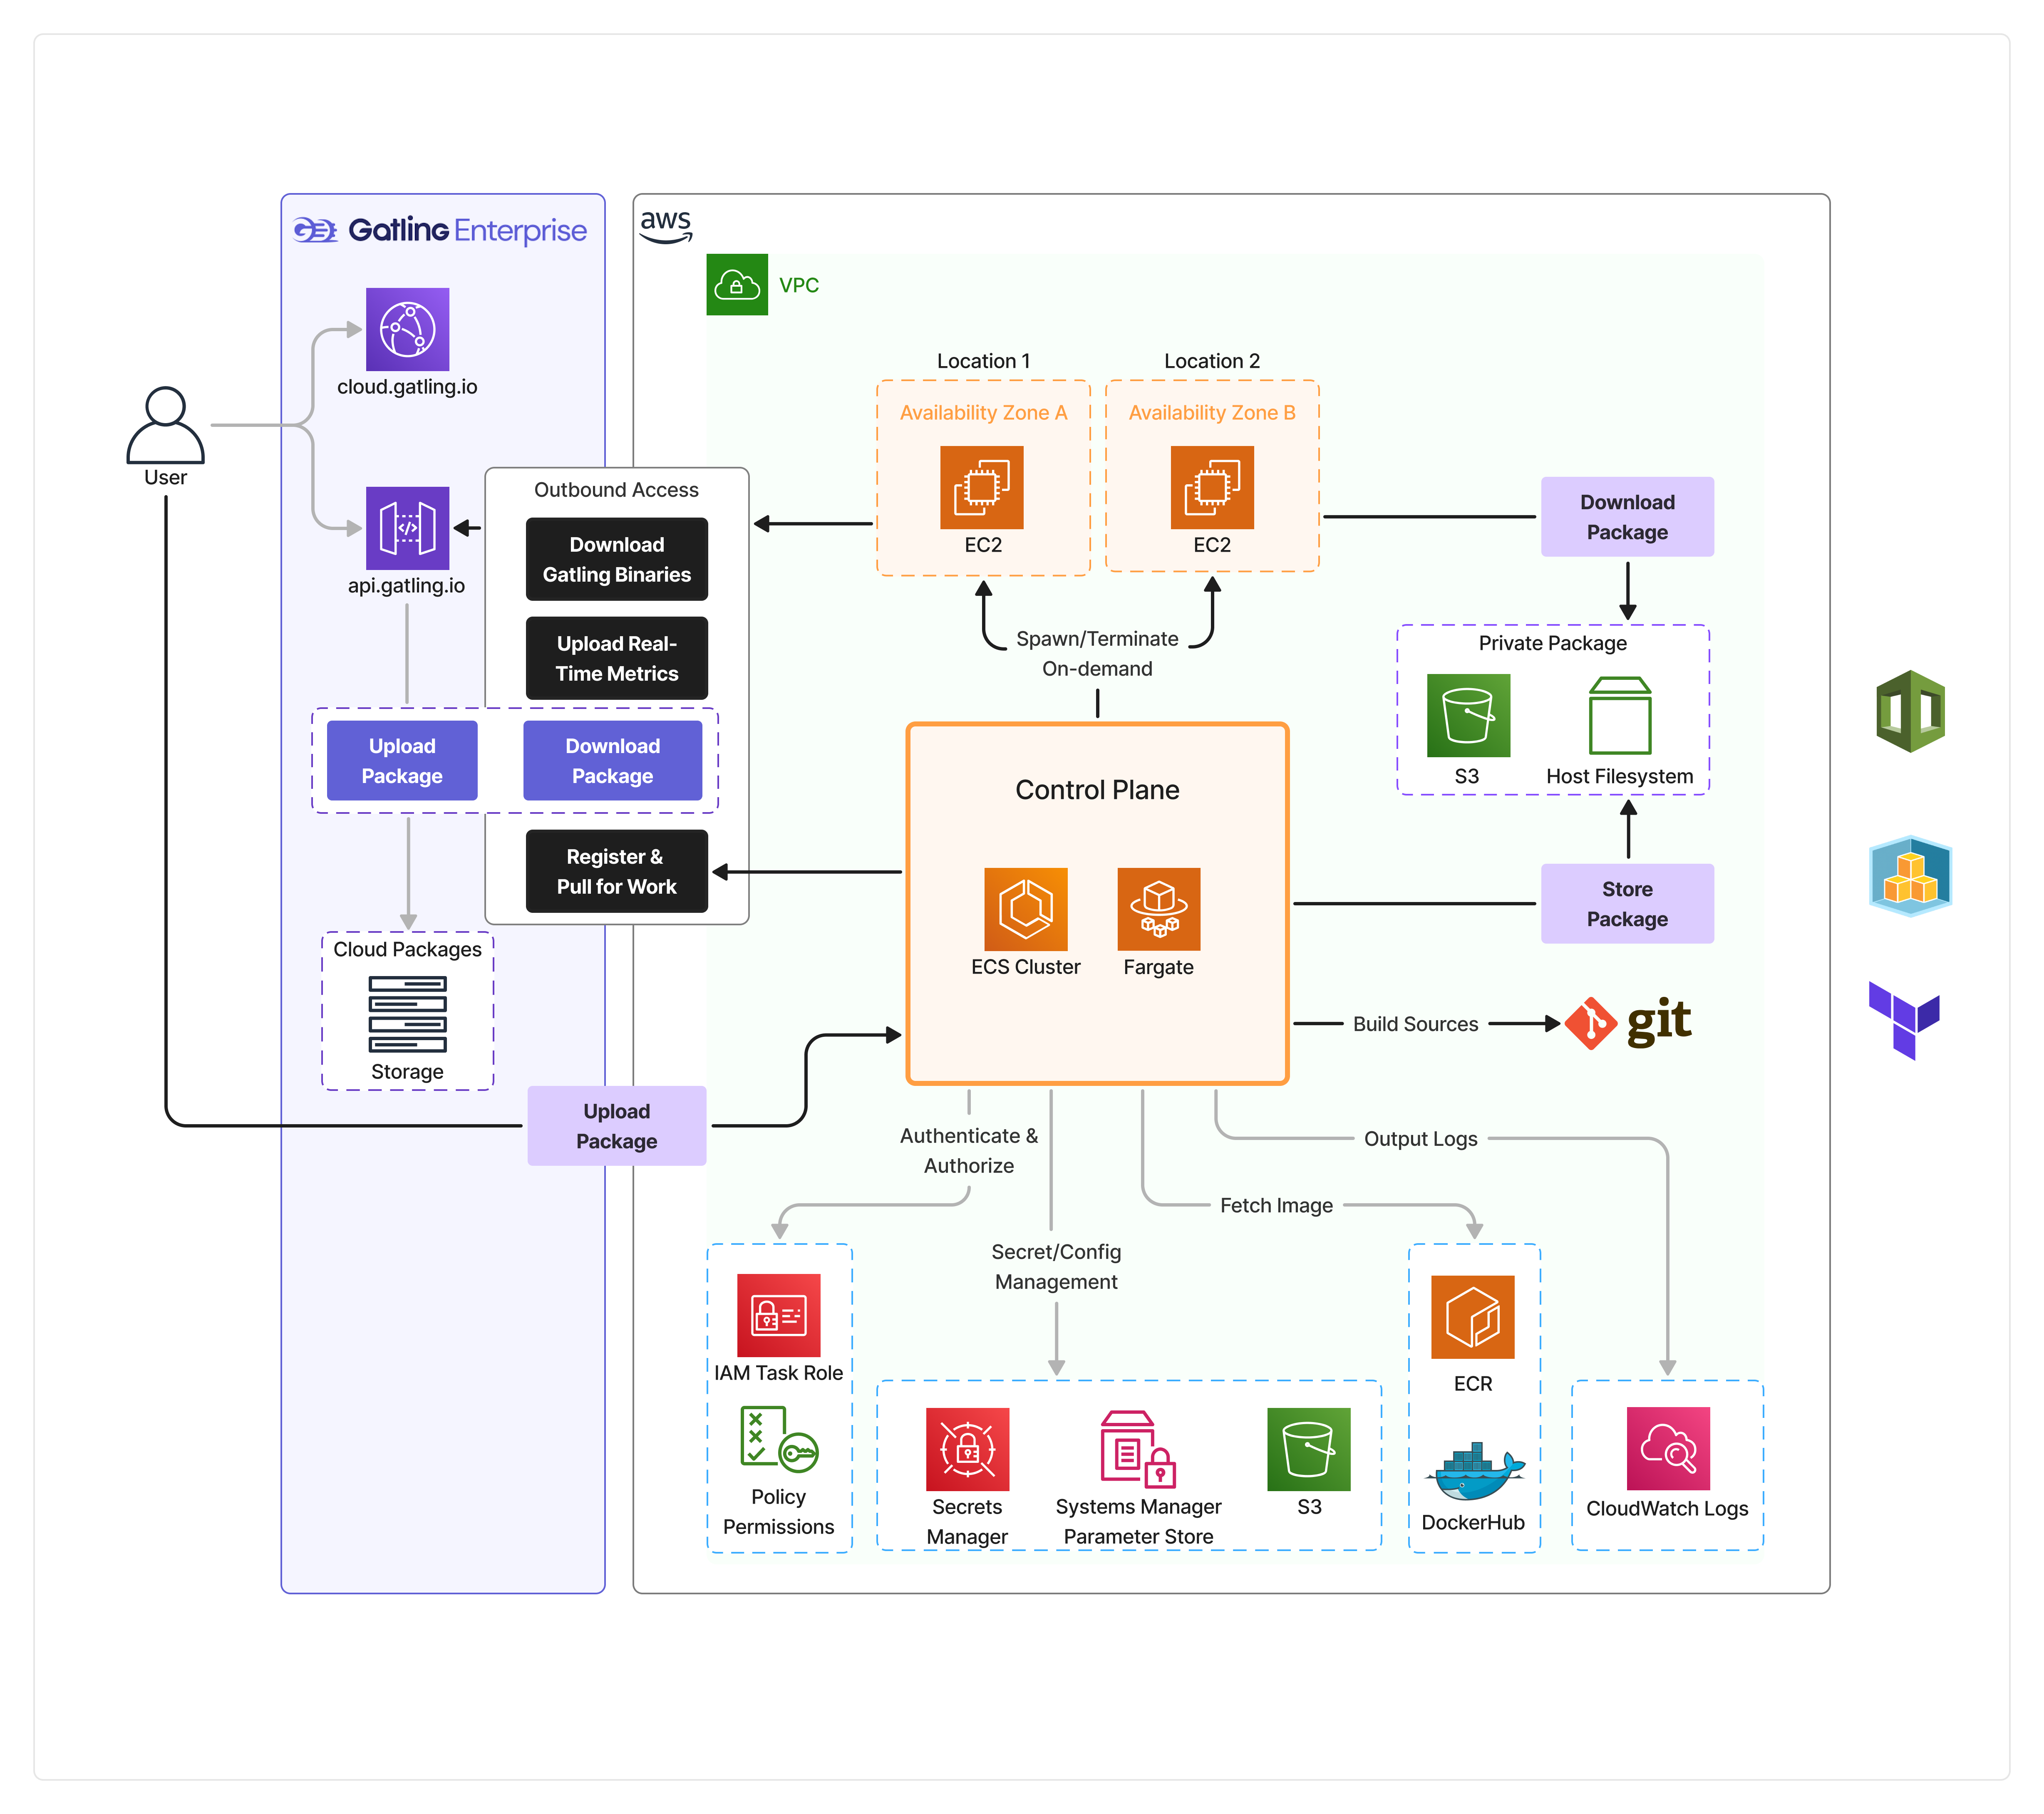 Gatling Enterprise
cloud.gatling.io
User
api.gatling.io
Outbound Access
Download
Gatling Binaries
Upload Real-
Time Metrics
Upload
Package
Download
Package
Register &
Pull for Work
Cloud Packages
Storage
Upload
Package
aws
VPC
Location 1
Availability Zone A
EC2
Location 2
Availability Zone B
EC2
Spawn/Terminate
On-demand
Download
Package
Private Package
S3
Host Filesystem
Control Plane
ECS Cluster
Fargate
Store
Package
Build Sources
git
Authenticate &
Authorize
Output Logs
Fetch Image
Secret/Config
Management
IAM Task Role
Policy
Permissions
Secrets
Manager
Systems Manager
Parameter Store
S3
ECR
DockerHub
CloudWatch Logs